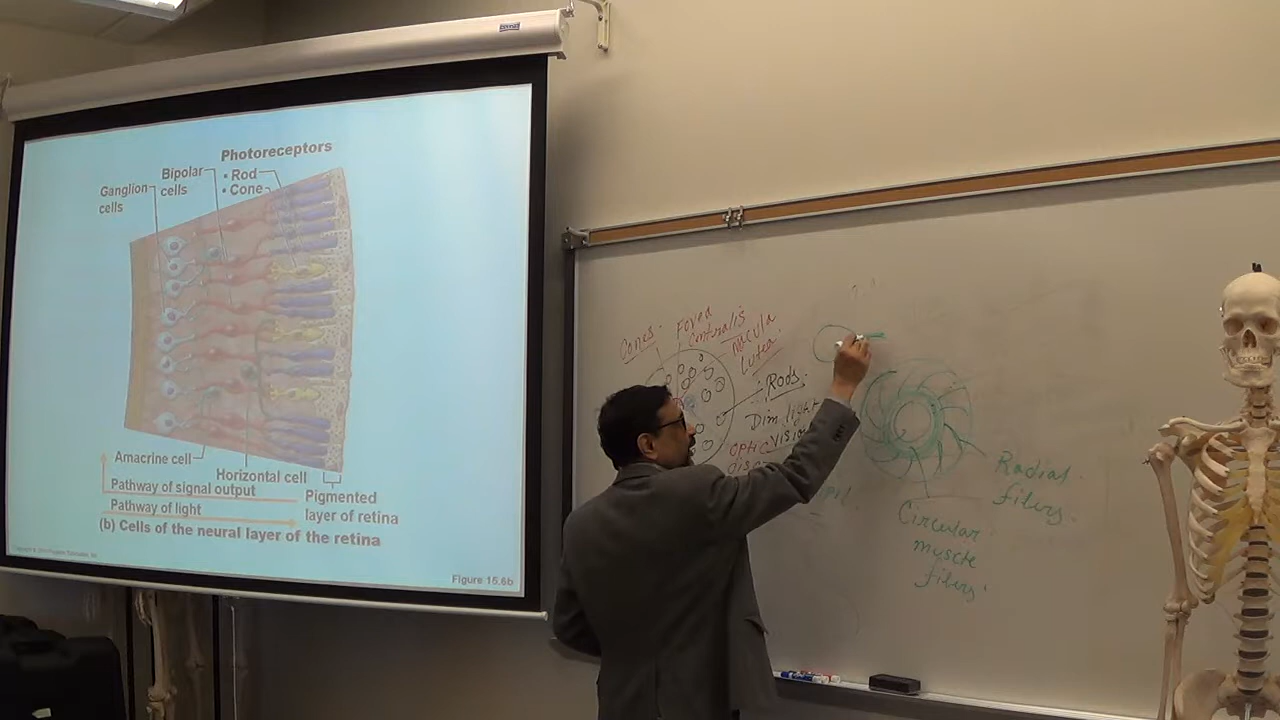 Photoreceptors
• Rod
• Cone
Bipolar
cells
Ganglion
cells
Amacrine cell
Horizontal cell
Pathway of signal output
Pathway of light
Pigmented
layer of retina
(b) Cells of the neural layer of the retina
Figure 15.6b
Cones.
Fovea
Centralis
Macula
Lutea
Rods.
Dim light
Vision
OPTIC
DISC
Radial
fibers.
Circular
muscle
fibers.